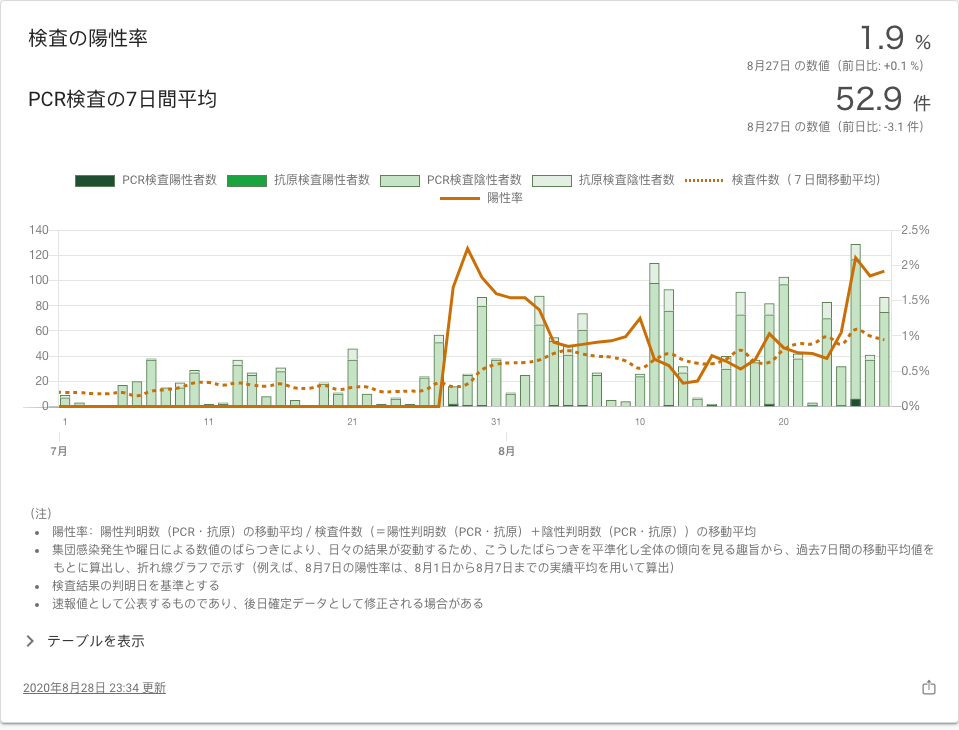 検査の陽性率
1.9 %
8月27日 の数値（前日比: +0.1 %）
PCR検査の7日間平均
52.9 件
8月27日 の数値（前日比: -3.1 件）
PCR検査陽性者数 抗原検査陽性者数 PCR検査陰性者数 抗原検査陰性者数 検査件数（７日間移動平均）
陽性率
140 2.5%
120 2%
100
80 1.5%
60 1%
40 0.5%
20
0 0%
1 11 21 31 10 20
7月 8月
（注）
陽性率：陽性判明数（PCR・抗原）の移動平均 / 検査件数（＝陽性判明数（PCR・抗原）＋陰性判明数（PCR・抗原））の移動平均
集団感染発生や曜日による数値のばらつきにより、日々の結果が変動するため、こうしたばらつきを平準化し全体の傾向を見る趣旨から、過去7日間の移動平均値を
もとに算出し、折れ線グラフで示す（例えば、8月7日の陽性率は、8月1日から8月7日までの実績平均を用いて算出）
検査結果の判明日を基準とする
速報値として公表するものであり、後日確定データとして修正される場合がある
テーブルを表示
2020年8月28日 23:34 更新